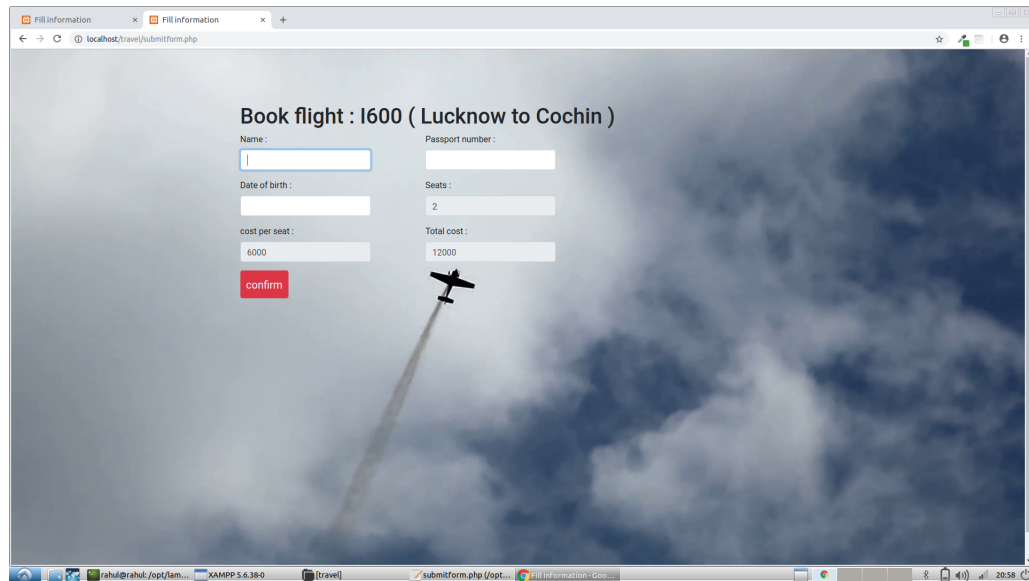 Fill information × Fill information × +
localhost/travel/submitform.php
Book flight : I600 ( Lucknow to Cochin )
Name : Passport number :
Date of birth : Seats :
2
cost per seat : Total cost :
6000 12000
confirm
rahul@rahul: /opt/lam... XAMPP 5.6.38-0 [travel] submitform.php (/opt... Fill information - Goo... 20:58